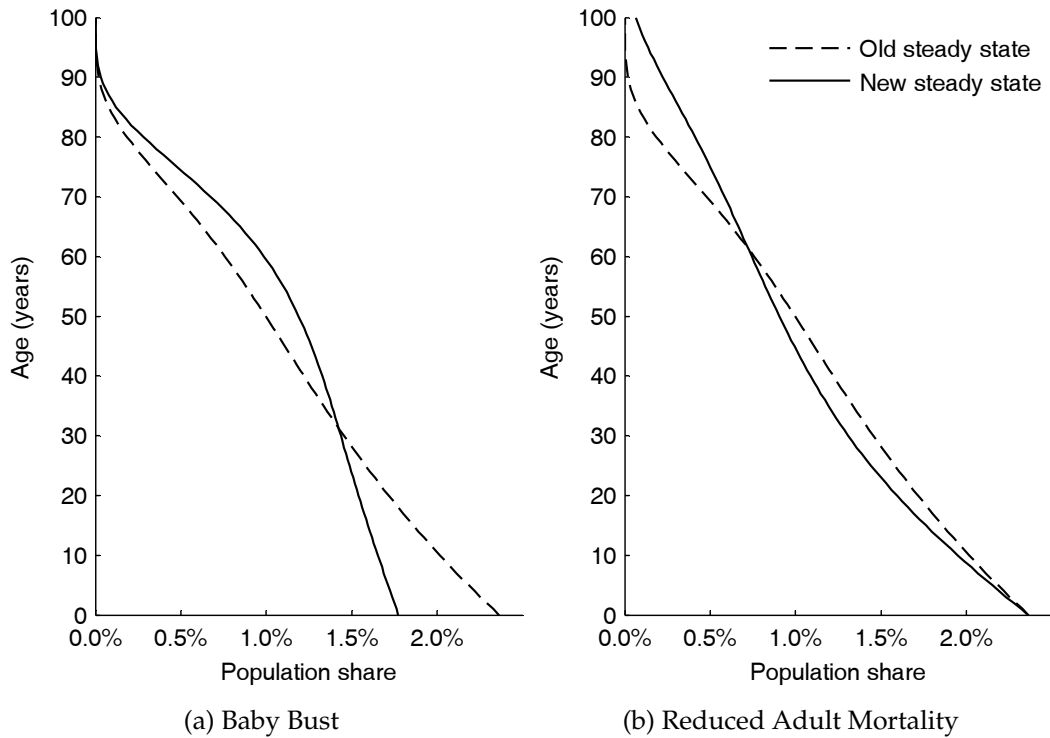 100
90
80
70
60
50
40
30
20
10
0
Age (years)
0.0% 0.5% 1.0% 1.5% 2.0%
Population share
(a) Baby Bust
Old steady state
New steady state
100
90
80
70
60
50
40
30
20
10
0
Age (years)
0.0% 0.5% 1.0% 1.5% 2.0%
Population share
(b) Reduced Adult Mortality